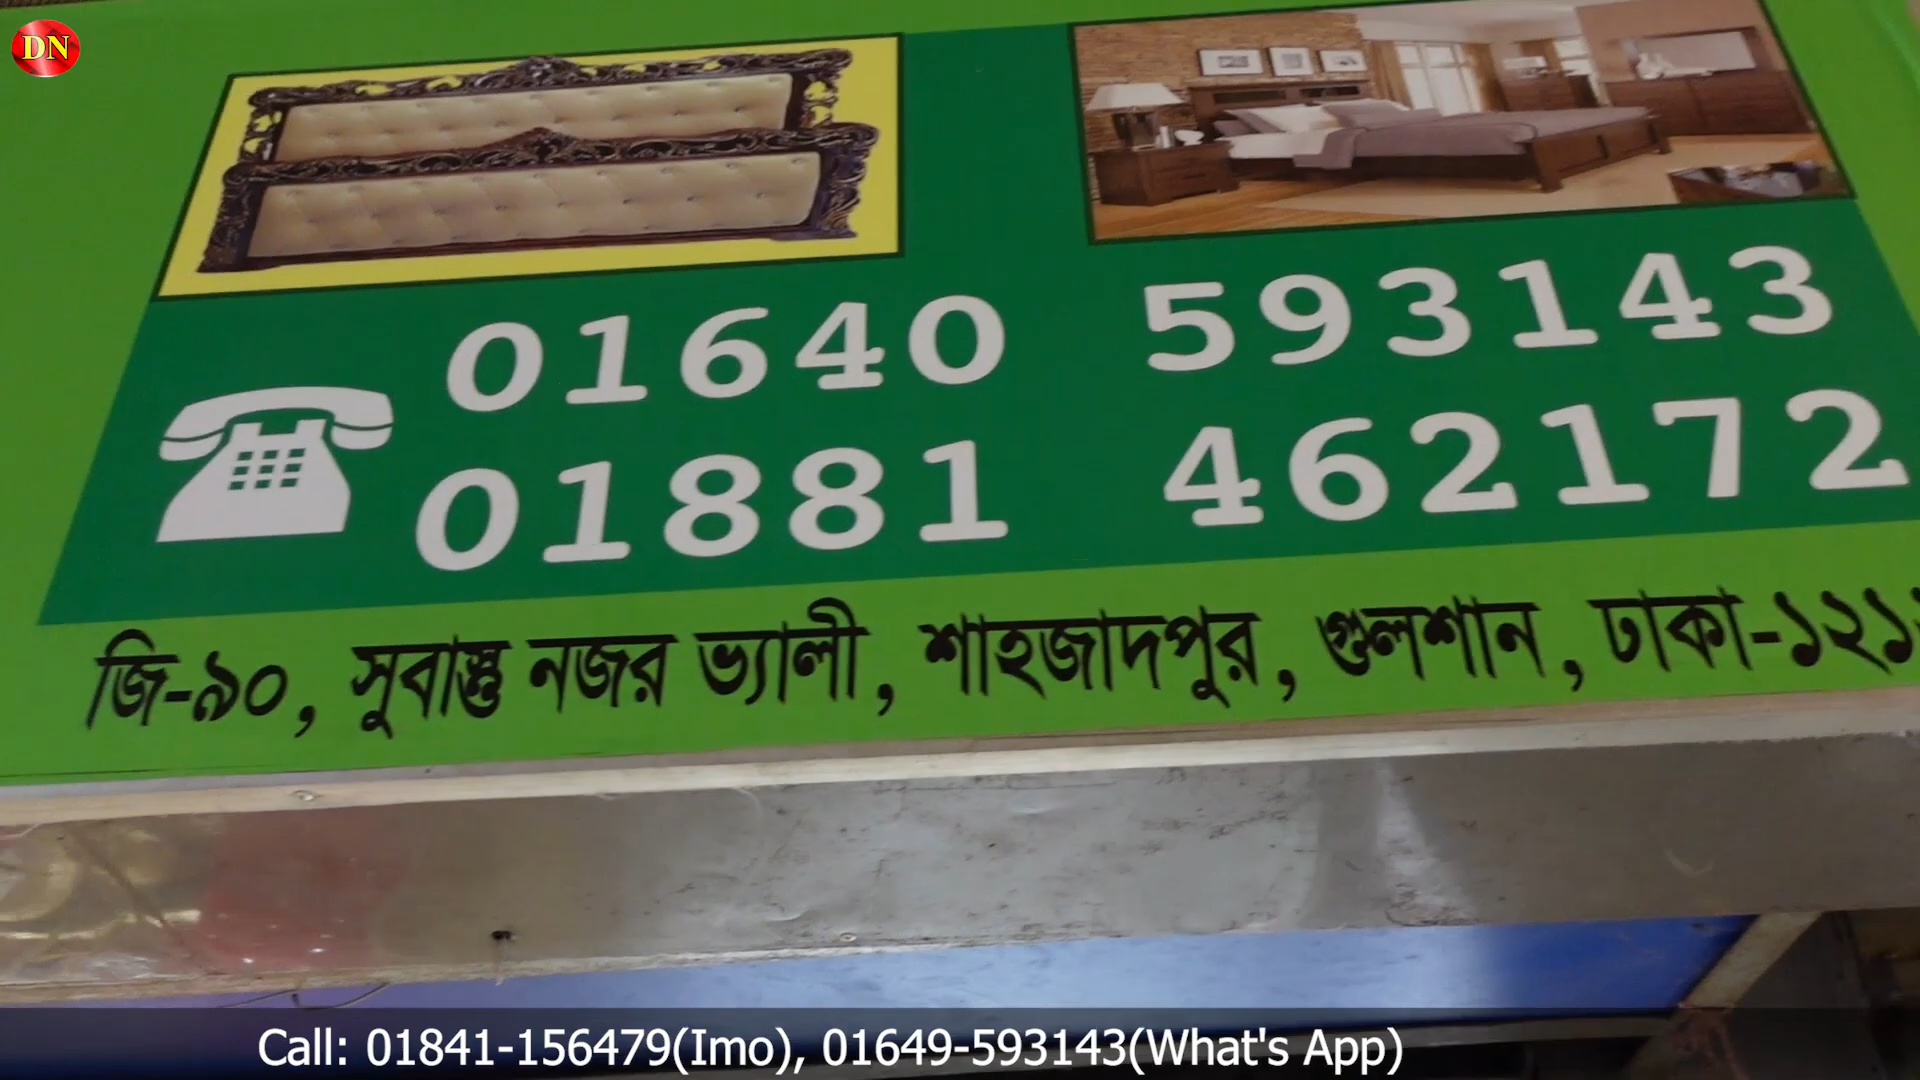 DN
01640 593143
01881 462172
জি-৯০, সুবাস্তু নজর ভ্যালী, শাহজাদপুর, গুলশান, ঢাকা-১২১
Call: 01841-156479(Imo), 01649-593143(What's App)